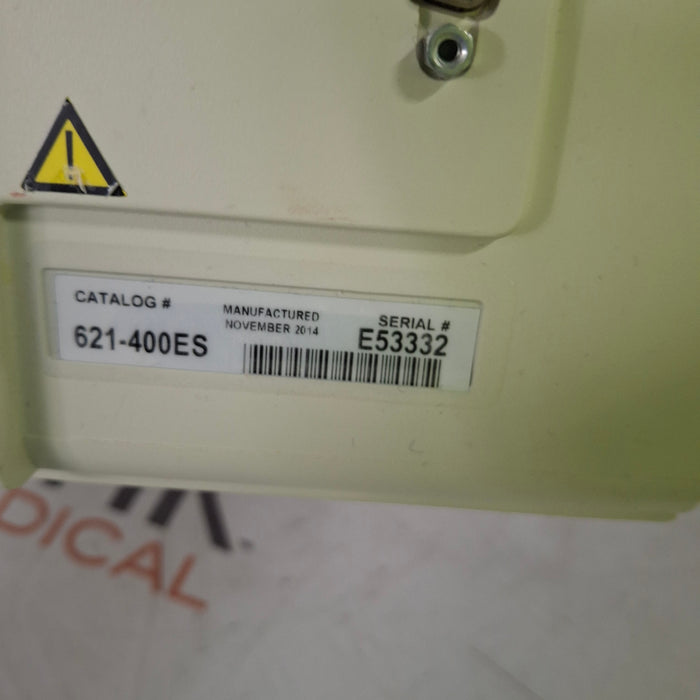 CATALOG #
621-400ES
MANUFACTURED
NOVEMBER 2014
SERIAL #
E53332
DICAL